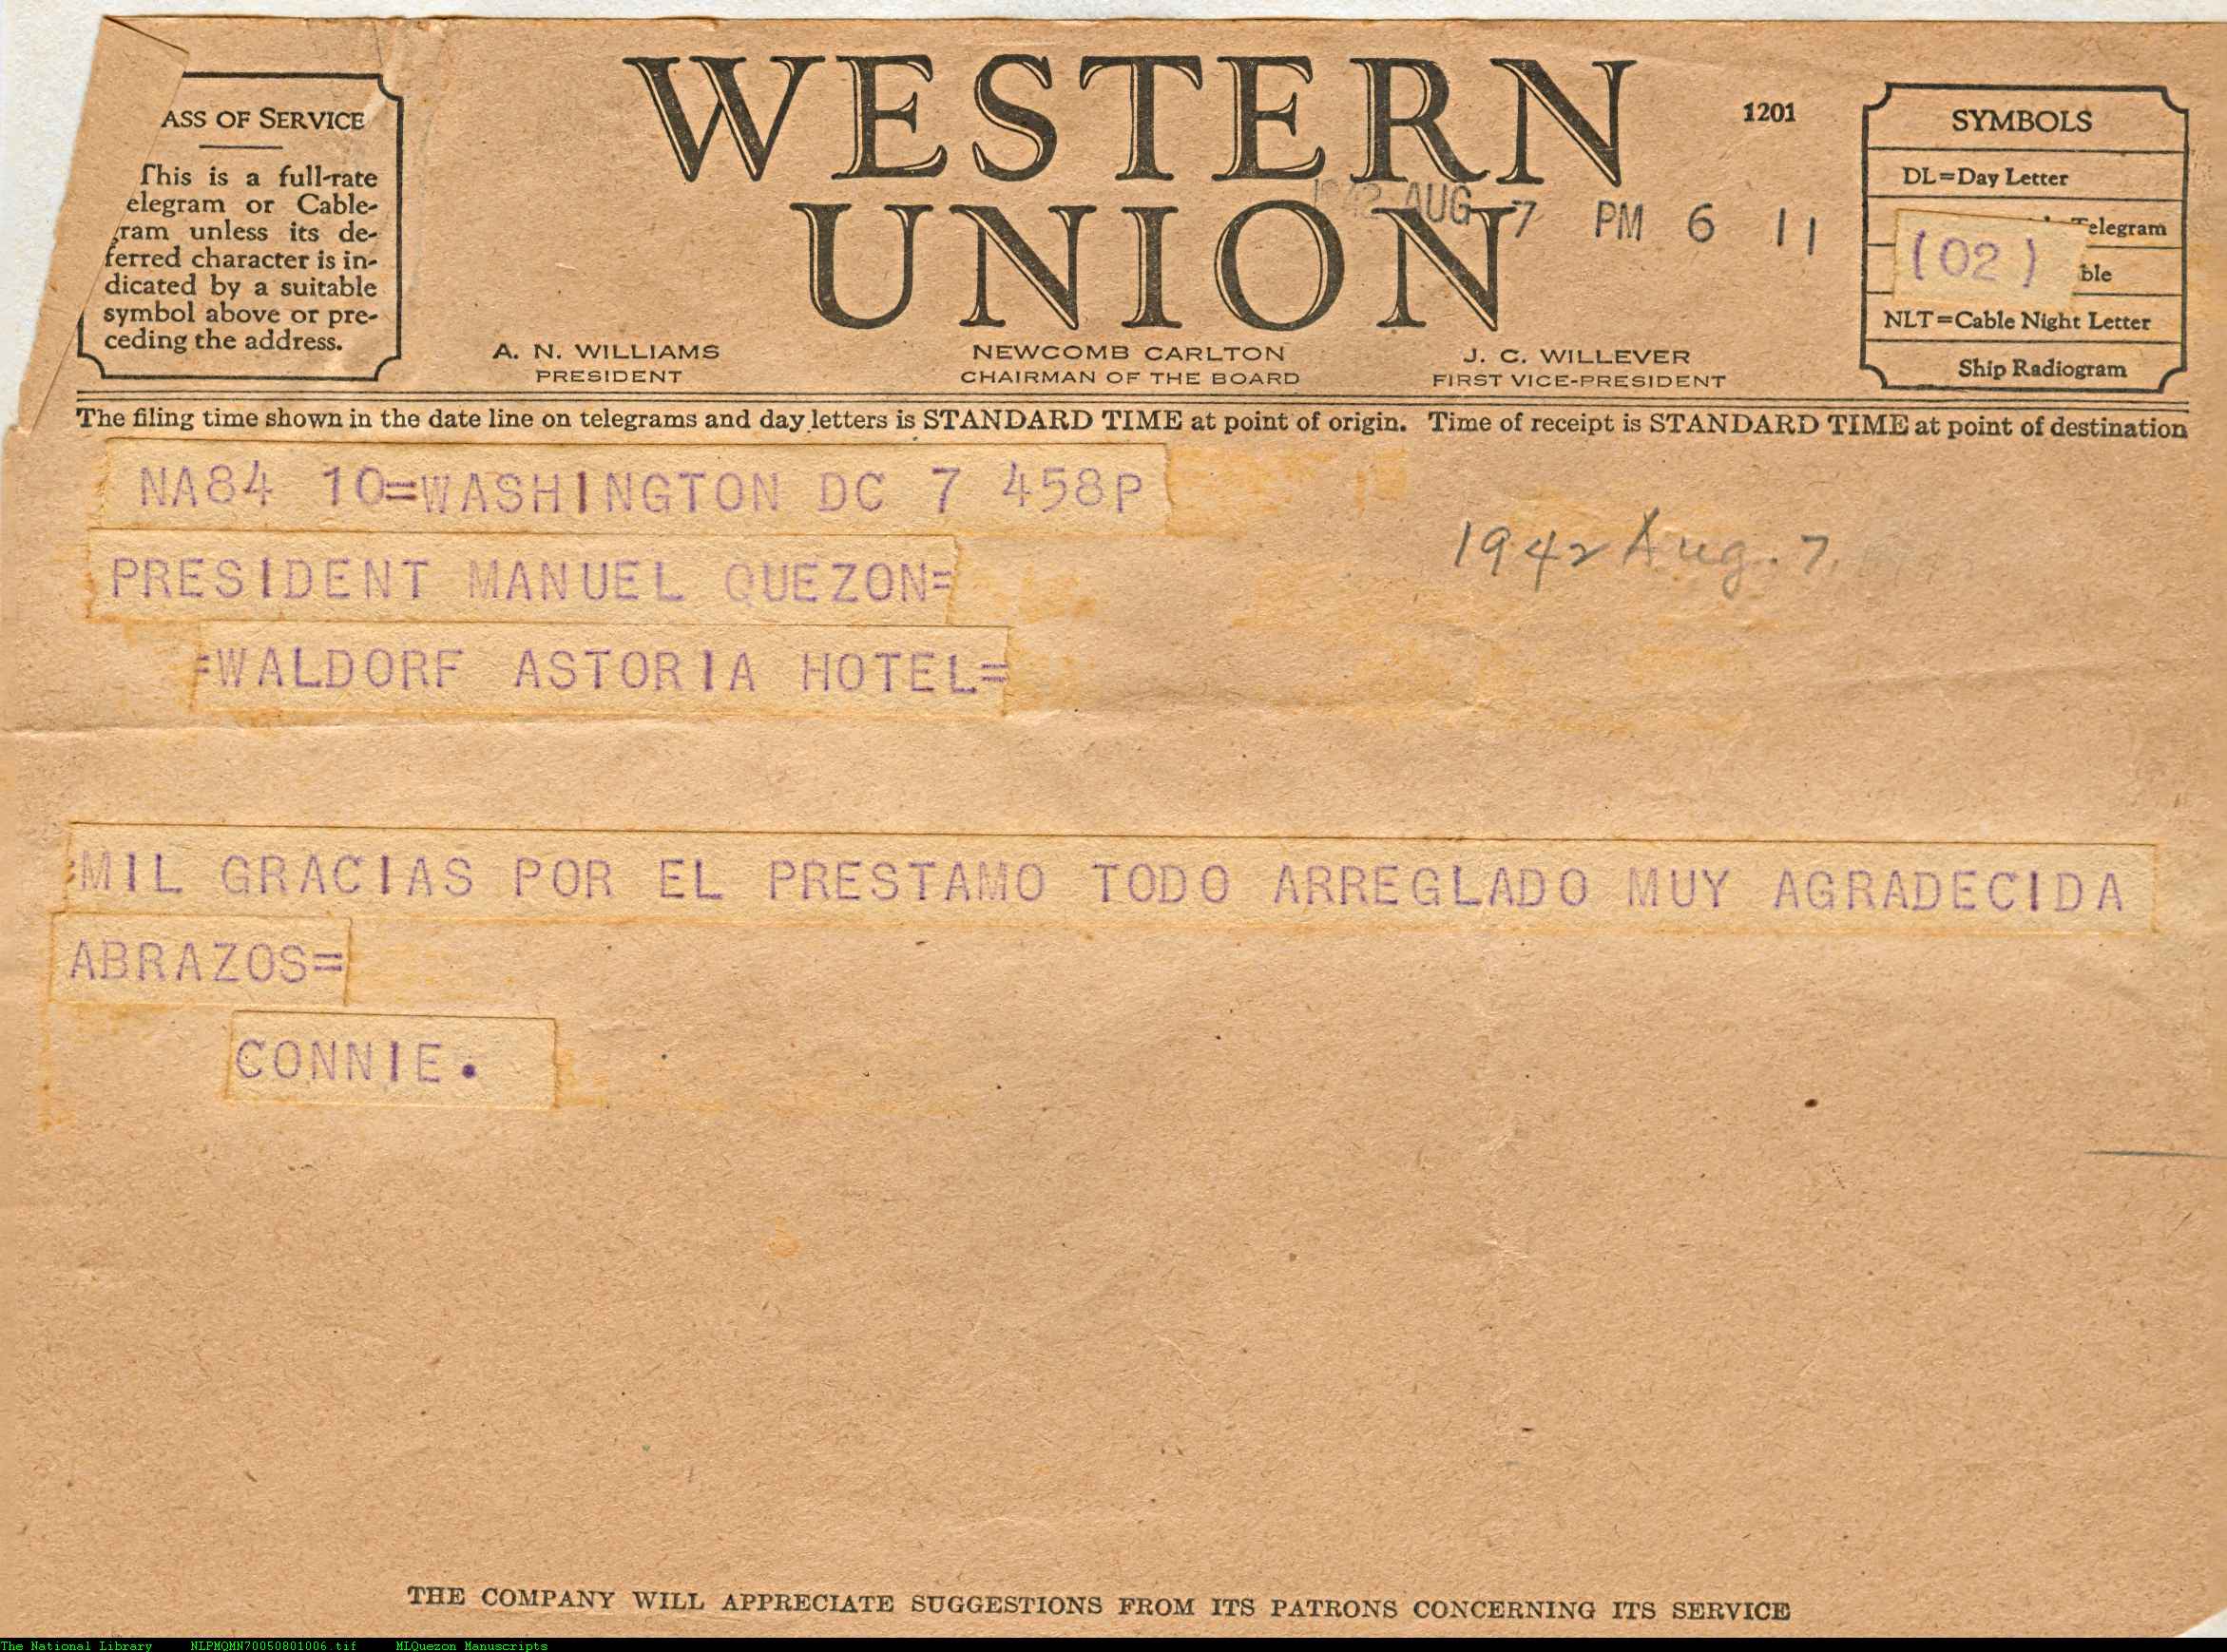 ASS OF SERVICE
This is a full-rate
elegram or Cable-
ram unless its de-
ferred character is in-
dicated by a suitable
symbol above or pre-
ceding the address.
WESTERN
UNION
1201
1942 AUG 7 PM 6 11
A. N. WILLIAMS
PRESIDENT
NEWCOMB CARLTON
CHAIRMAN OF THE BOARD
J. C. WILLEVER
FIRST VICE-PRESIDENT
SYMBOLS
DL=Day Letter
Telegram
(02)
ble
NLT=Cable Night Letter
Ship Radiogram
The filing time shown in the date line on telegrams and day letters is STANDARD TIME at point of origin. Time of receipt is STANDARD TIME at point of destination
NA84 10=WASHINGTON DC 7 458P
1942 Aug. 7
PRESIDENT MANUEL QUEZON=
=WALDORF ASTORIA HOTEL=
:MIL GRACIAS POR EL PRESTAMO TODO ARREGLADO MUY AGRADECIDA
ABRAZOS=
CONNIE.
THE COMPANY WILL APPRECIATE SUGGESTIONS FROM ITS PATRONS CONCERNING ITS SERVICE
The National Library NLPMQMN70050801006.tif MLQuezon Manuscripts